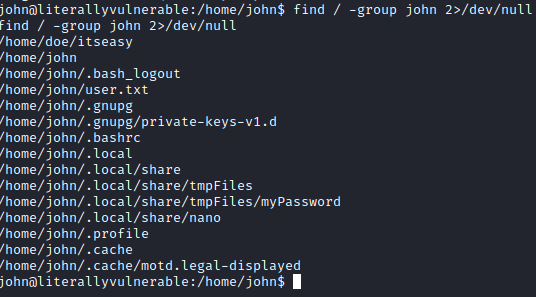 john@literallyvulnerable:/home/john$ find / -group john 2>/dev/null
find / -group john 2>/dev/null
/home/doe/itseasy
/home/john
/home/john/.bash_logout
/home/john/user.txt
/home/john/.gnupg
/home/john/.gnupg/private-keys-v1.d
/home/john/.bashrc
/home/john/.local
/home/john/.local/share
/home/john/.local/share/tmpFiles
/home/john/.local/share/tmpFiles/myPassword
/home/john/.local/share/nano
/home/john/.profile
/home/john/.cache
/home/john/.cache/motd.legal-displayed
john@literallyvulnerable:/home/john$